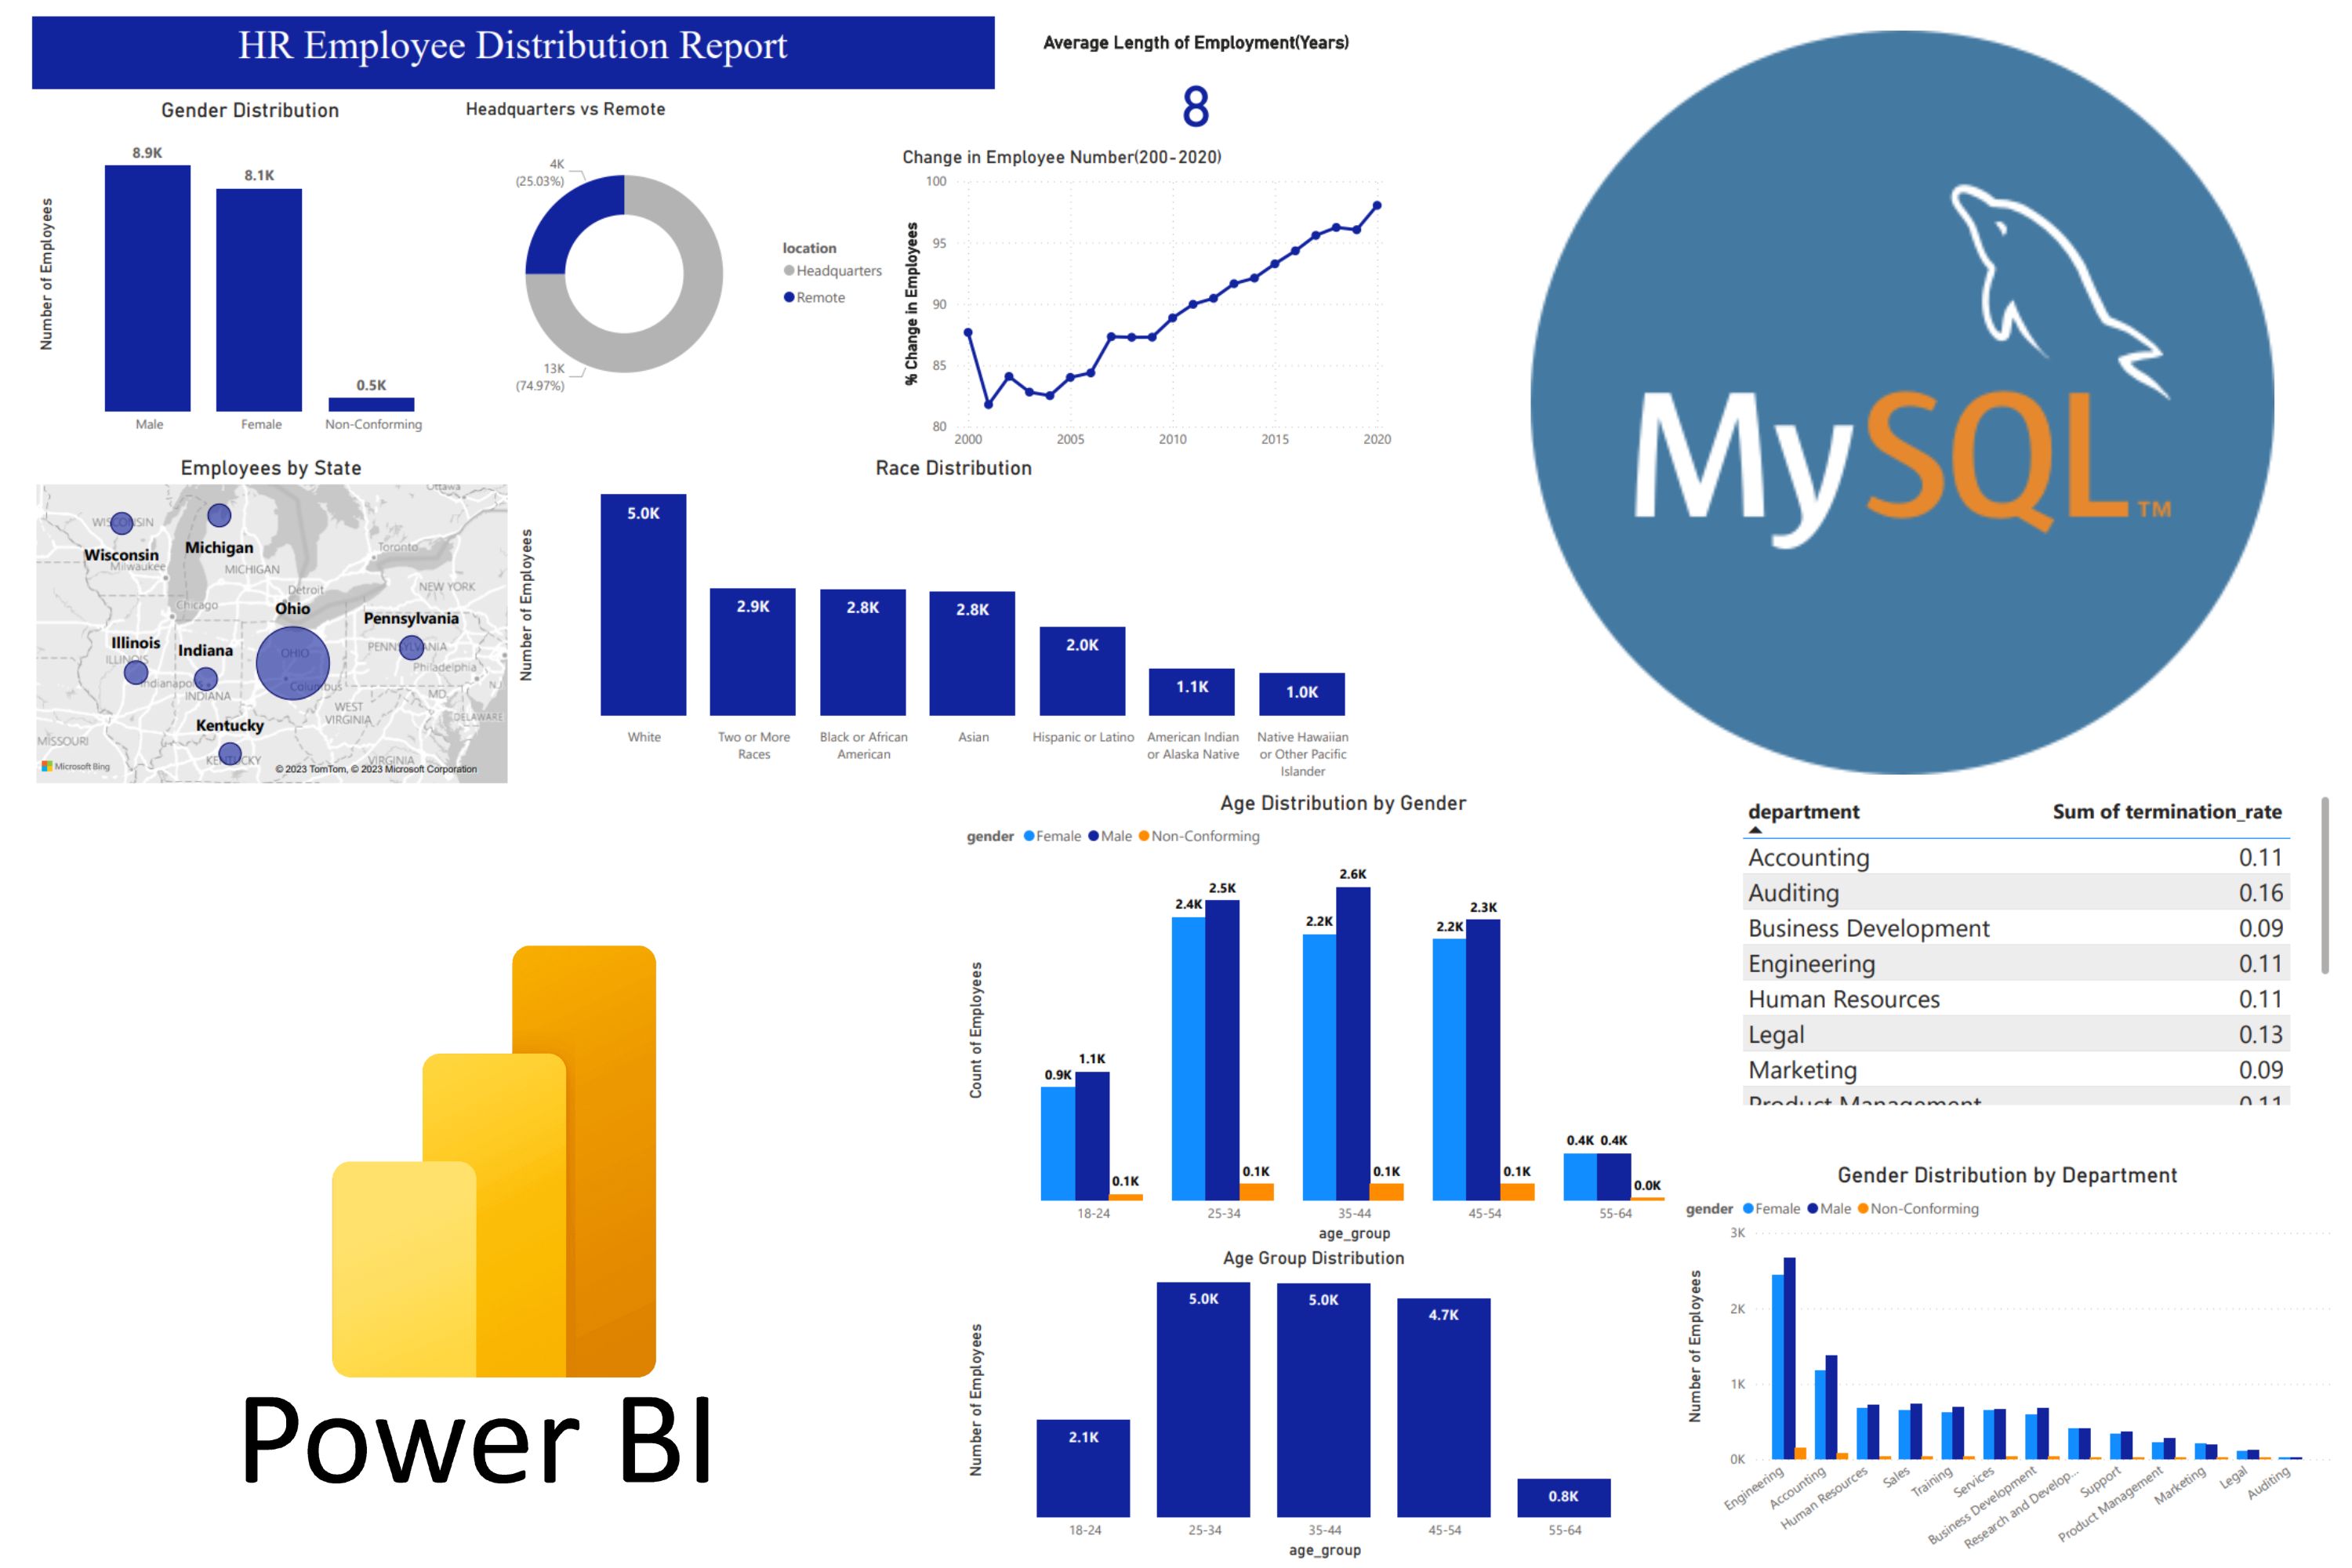 HR Employee Distribution Report
Average Length of Employment(Years)
8
Gender Distribution
Number of Employees
8.9K
8.1K
0.5K
Male
Female
Non-Conforming
Headquarters vs Remote
4K
(25.03%)
13K
(74.97%)
location
Headquarters
Remote
Change in Employee Number(200-2020)
% Change in Employees
100
95
90
85
80
2000
2005
2010
2015
2020
MySQL™
Employees by State
WISCONSIN
Wisconsin
Milwaukee
Michigan
MICHIGAN
Ottawa
Toronto
Detroit
NEW YORK
Chicago
Ohio
OHIO
Columbus
Pennsylvania
PENNSYLVANIA
Philadelphia
Illinois
ILLINOIS
Indiana
Indianapolis
INDIANA
MD
NJ
WEST
VIRGINIA
DELAWARE
Kentucky
KENTUCKY
MISSOURI
VIRGINIA
Microsoft Bing
© 2023 TomTom, © 2023 Microsoft Corporation
Race Distribution
Number of Employees
5.0K
2.9K
2.8K
2.8K
2.0K
1.1K
1.0K
White
Two or More
Races
Black or African
American
Asian
Hispanic or Latino
American Indian
or Alaska Native
Native Hawaiian
or Other Pacific
Islander
Power BI
Age Distribution by Gender
gender Female Male Non-Conforming
Count of Employees
0.9K
1.1K
0.1K
2.4K
2.5K
0.1K
2.2K
2.6K
0.1K
2.2K
2.3K
0.1K
0.4K
0.4K
0.0K
18-24
25-34
35-44
45-54
55-64
age_group
Age Group Distribution
Number of Employees
2.1K
5.0K
5.0K
4.7K
0.8K
18-24
25-34
35-44
45-54
55-64
age_group
department Sum of termination_rate
Accounting 0.11
Auditing 0.16
Business Development 0.09
Engineering 0.11
Human Resources 0.11
Legal 0.13
Marketing 0.09
Product Management 0.11
Gender Distribution by Department
gender Female Male Non-Conforming
Number of Employees
3K
2K
1K
0K
Engineering
Accounting
Human Resources
Sales
Training
Services
Business Development
Research and Develop...
Support
Product Management
Marketing
Legal
Auditing